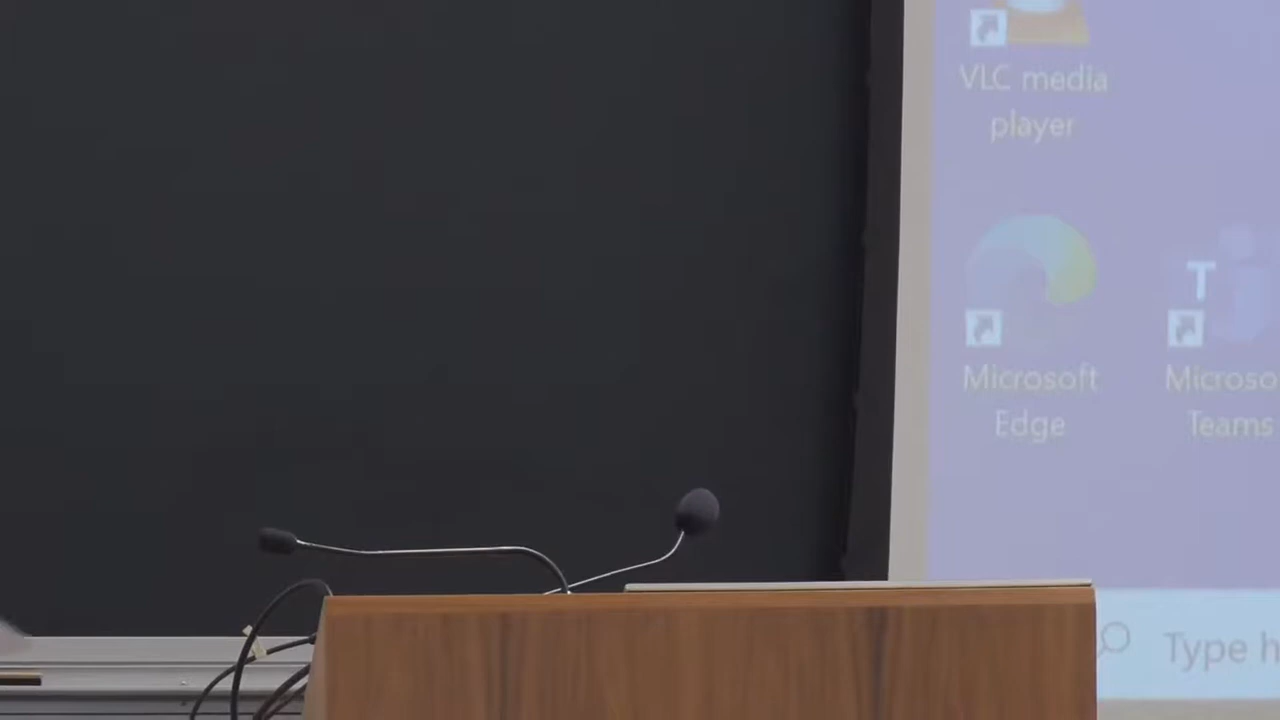 VLC media
player
T
Microsoft
Edge
Microso
Teams
Type h